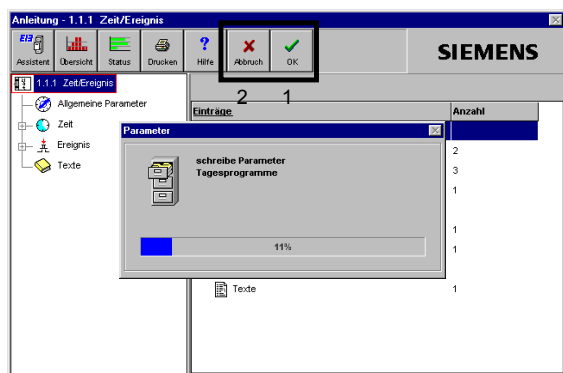 Anleitung - 1.1.1 Zeit/Ereignis
EIB
Assistent Übersicht Status Drucken Hilfe Abbruch OK
SIEMENS
2 1
1.1.1 Zeit/Ereignis
Allgemeine Parameter
Zeit
Ereignis
Texte
Einträge Anzahl
Parameter
schreibe Parameter
Tagesprogramme
11%
2
3
1
1
1
Texte 1